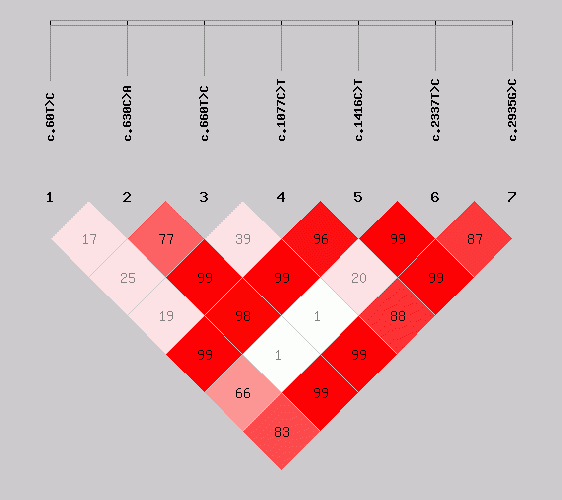 c.60T>C
c.630C>A
c.660T>C
c.1077C>T
c.1416C>T
c.2337T>C
c.2935G>C
1 2 3 4 5 6 7
17 77 39 96 99 87
25 99 99 20 99
19 98 1 88
99 1 99
66 99
83